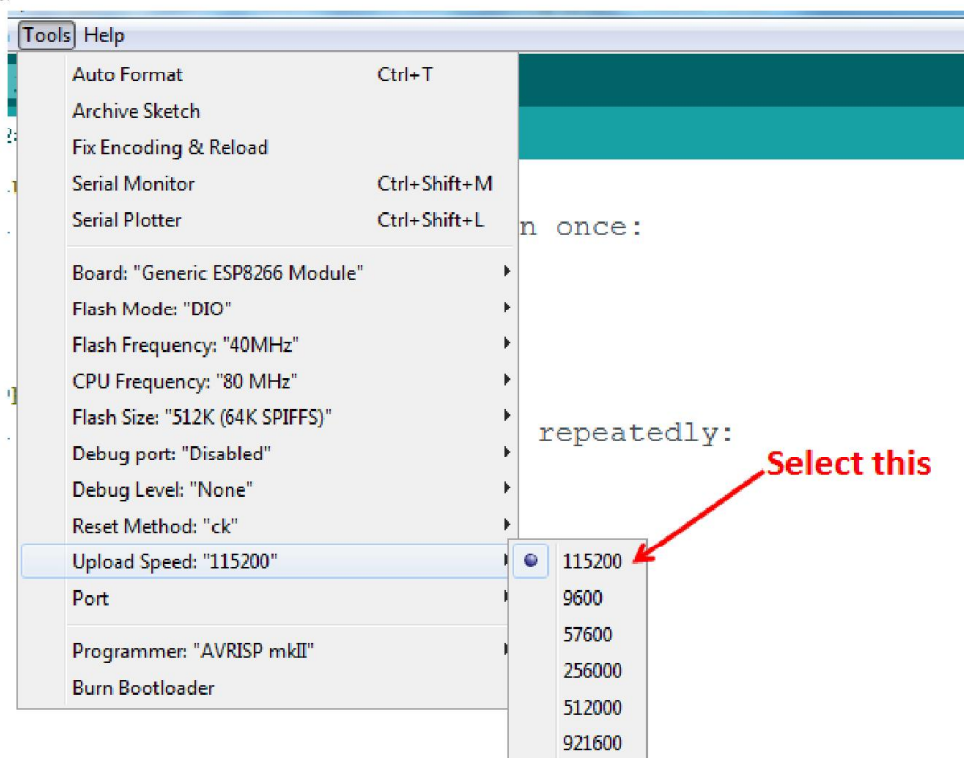 Tools Help
Auto Format Ctrl+T
Archive Sketch
Fix Encoding & Reload
Serial Monitor Ctrl+Shift+M
Serial Plotter Ctrl+Shift+L
n once:
Board: "Generic ESP8266 Module"
Flash Mode: "DIO"
Flash Frequency: "40MHz"
CPU Frequency: "80 MHz"
Flash Size: "512K (64K SPIFFS)"
repeatedly:
Debug port: "Disabled"
Select this
Debug Level: "None"
Reset Method: "ck"
Upload Speed: "115200"
115200
Port
9600
57600
Programmer: "AVRISP mkII"
256000
Burn Bootloader
512000
921600